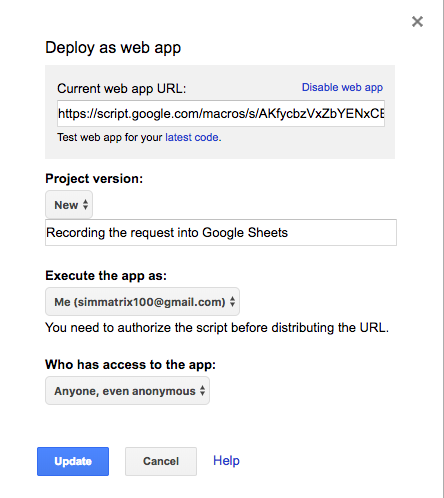 Deploy as web app
Current web app URL:
Disable web app
https://script.google.com/macros/s/AKfycbzVxZbYENxCE
Test web app for your latest code.
Project version:
New
Recording the request into Google Sheets
Execute the app as:
Me (simmatrix100@gmail.com)
You need to authorize the script before distributing the URL.
Who has access to the app:
Anyone, even anonymous
Update
Cancel
Help